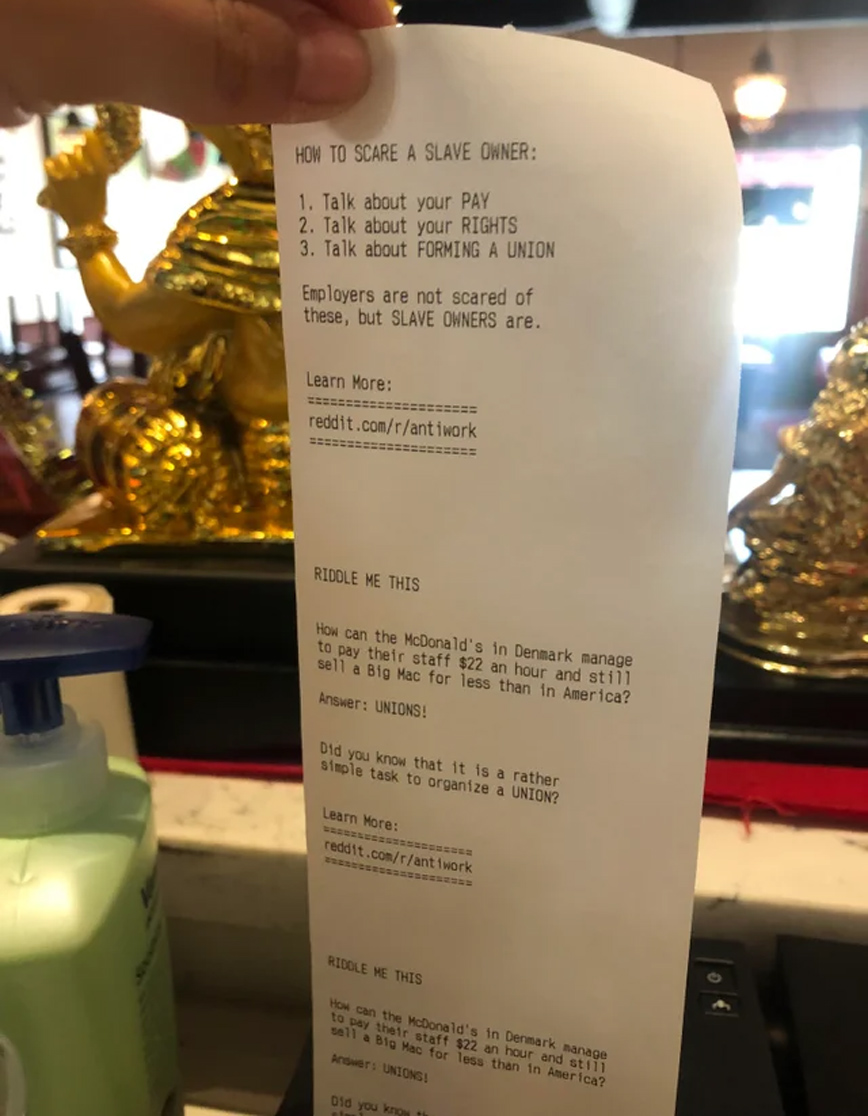 HOW TO SCARE A SLAVE OWNER:
1. Talk about your PAY
2. Talk about your RIGHTS
3. Talk about FORMING A UNION
Employers are not scared of
these, but SLAVE OWNERS are.
Learn More:
====================
reddit.com/r/antiwork
====================
RIDDLE ME THIS
How can the McDonald's in Denmark manage
to pay their staff $22 an hour and still
sell a Big Mac for less than in America?
Answer: UNIONS!
Did you know that it is a rather
simple task to organize a UNION?
Learn More:
====================
reddit.com/r/antiwork
====================
RIDDLE ME THIS
How can the McDonald's in Denmark manage
to pay their staff $22 an hour and still
sell a Big Mac for less than in America?
Answer: UNIONS!
Did you know